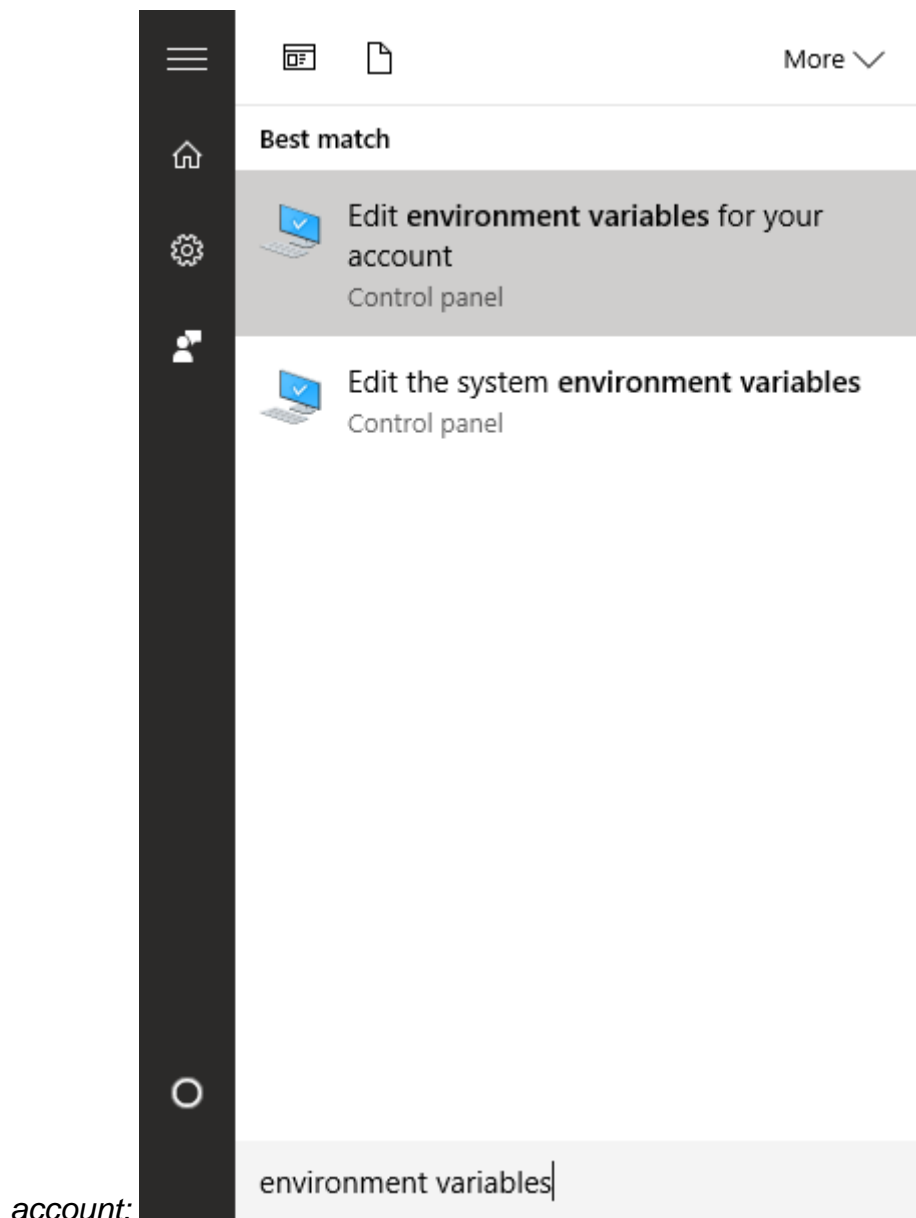 More
Best match
Edit environment variables for your
account
Control panel
Edit the system environment variables
Control panel
environment variables
account: